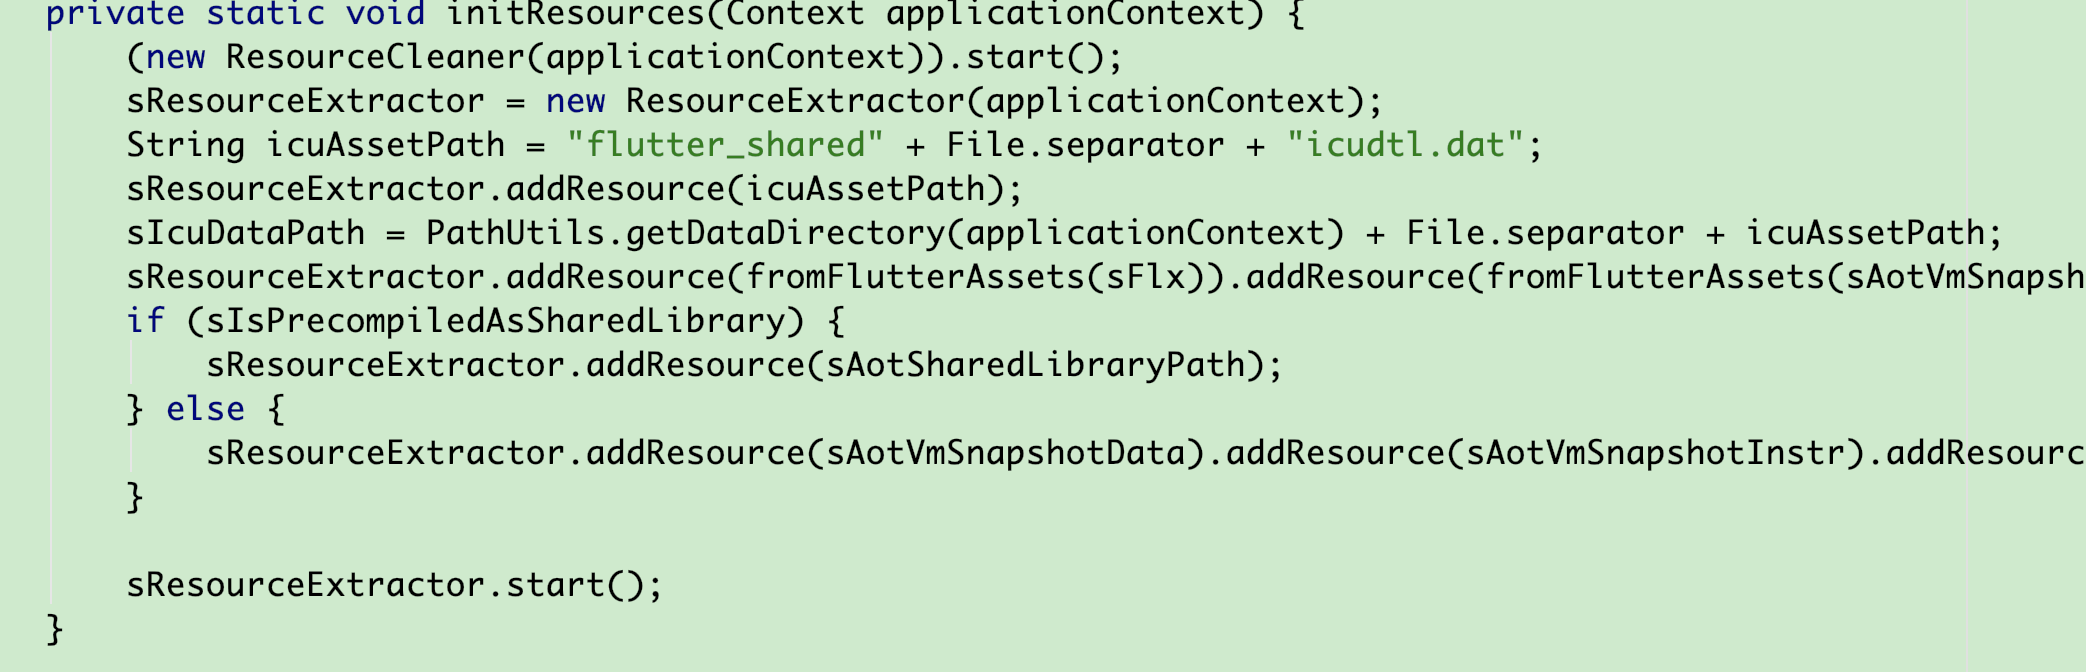 private static void initResources(Context applicationContext) {
(new ResourceCleaner(applicationContext)).start();
sResourceExtractor = new ResourceExtractor(applicationContext);
String icuAssetPath = "flutter_shared" + File.separator + "icudtl.dat";
sResourceExtractor.addResource(icuAssetPath);
sIcuDataPath = PathUtils.getDataDirectory(applicationContext) + File.separator + icuAssetPath;
sResourceExtractor.addResource(fromFlutterAssets(sFlx)).addResource(fromFlutterAssets(sAotVmSnapsh
if (sIsPrecompiledAsSharedLibrary) {
sResourceExtractor.addResource(sAotSharedLibraryPath);
} else {
sResourceExtractor.addResource(sAotVmSnapshotData).addResource(sAotVmSnapshotInstr).addResourc
}
sResourceExtractor.start();
}